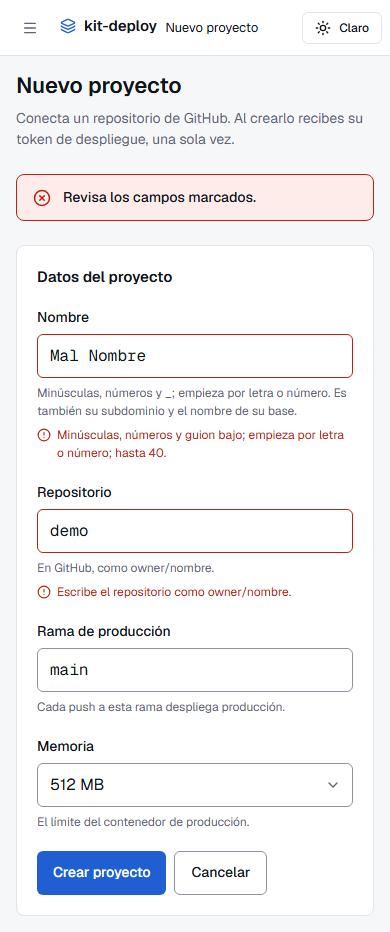 kit-deploy Nuevo proyecto Claro
Nuevo proyecto
Conecta un repositorio de GitHub. Al crearlo recibes su
token de despliegue, una sola vez.
Revisa los campos marcados.
Datos del proyecto
Nombre
Mal Nombre
Minúsculas, números y _; empieza por letra o número. Es
también su subdominio y el nombre de su base.
Minúsculas, números y guion bajo; empieza por letra
o número; hasta 40.
Repositorio
demo
En GitHub, como owner/nombre.
Escribe el repositorio como owner/nombre.
Rama de producción
main
Cada push a esta rama despliega producción.
Memoria
512 MB
El límite del contenedor de producción.
Crear proyecto Cancelar